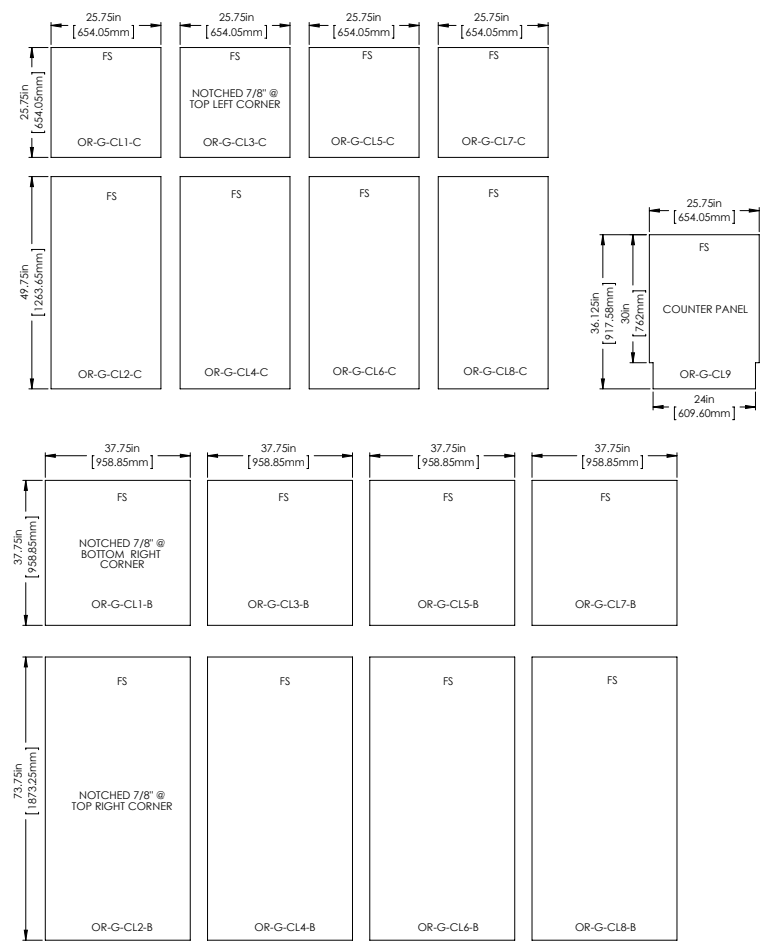 25.75in
[654.05mm]
25.75in
[654.05mm]
25.75in
[654.05mm]
25.75in
[654.05mm]
25.75in
[654.05mm]
FS
OR-G-CL1-C
FS
NOTCHED 7/8" @
TOP LEFT CORNER
OR-G-CL3-C
FS
OR-G-CL5-C
FS
OR-G-CL7-C
49.75in
[1263.65mm]
FS
OR-G-CL2-C
FS
OR-G-CL4-C
FS
OR-G-CL6-C
FS
OR-G-CL8-C
25.75in
[654.05mm]
36.125in
[917.58mm]
30in
[762mm]
FS
COUNTER PANEL
OR-G-CL9
24in
[609.60mm]
37.75in
[958.85mm]
37.75in
[958.85mm]
37.75in
[958.85mm]
37.75in
[958.85mm]
37.75in
[958.85mm]
FS
NOTCHED 7/8" @
BOTTOM RIGHT
CORNER
OR-G-CL1-B
FS
OR-G-CL3-B
FS
OR-G-CL5-B
FS
OR-G-CL7-B
73.75in
[1873.25mm]
FS
NOTCHED 7/8" @
TOP RIGHT CORNER
OR-G-CL2-B
FS
OR-G-CL4-B
FS
OR-G-CL6-B
FS
OR-G-CL8-B